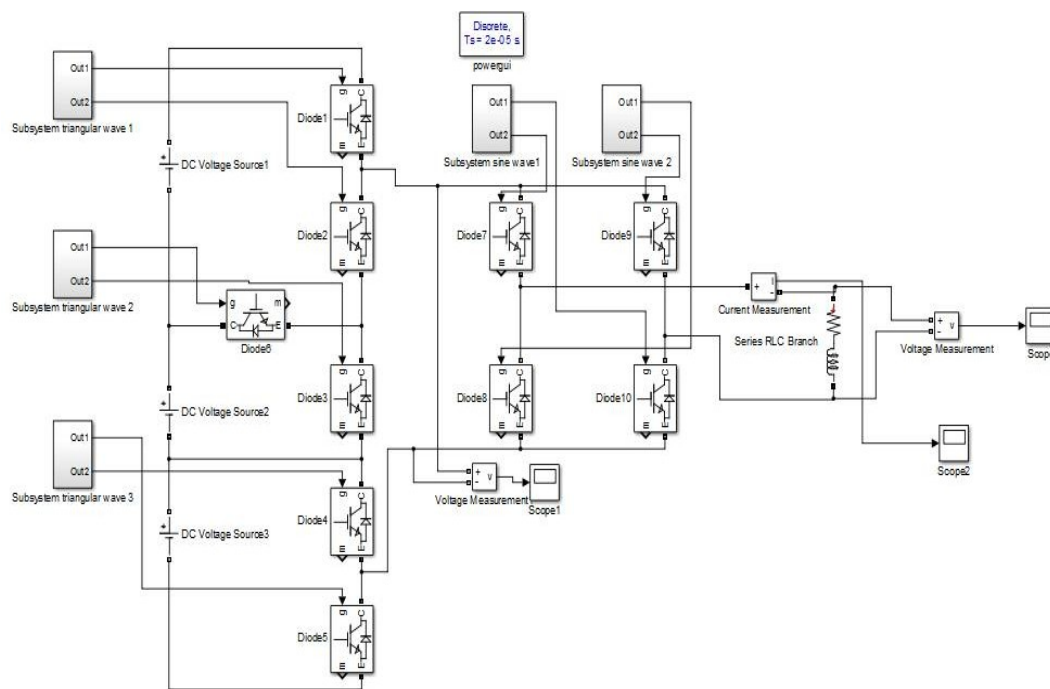 Discrete,
Ts = 2e-05 s
powergui
Out1
Out2
Subsystem triangular wave 1
g
C
m
E
Diode1
Out1
Out2
Subsystem sine wave1
Out1
Out2
Subsystem sine wave 2
+
DC Voltage Source1
g
C
m
E
Diode2
g
C
m
E
Diode7
g
C
m
E
Diode9
Out1
Out2
Subsystem triangular wave 2
g
m
C
E
Diode6
+
i
-
Current Measurement
Series RLC Branch
+
-
v
Voltage Measurement
Scope
+
DC Voltage Source2
g
C
m
E
Diode3
g
C
m
E
Diode8
g
C
m
E
Diode10
Out1
Out2
Subsystem triangular wave 3
Scope2
+
-
v
Voltage Measurement
Scope1
+
DC Voltage Source3
g
C
m
E
Diode4
g
C
m
E
Diode5